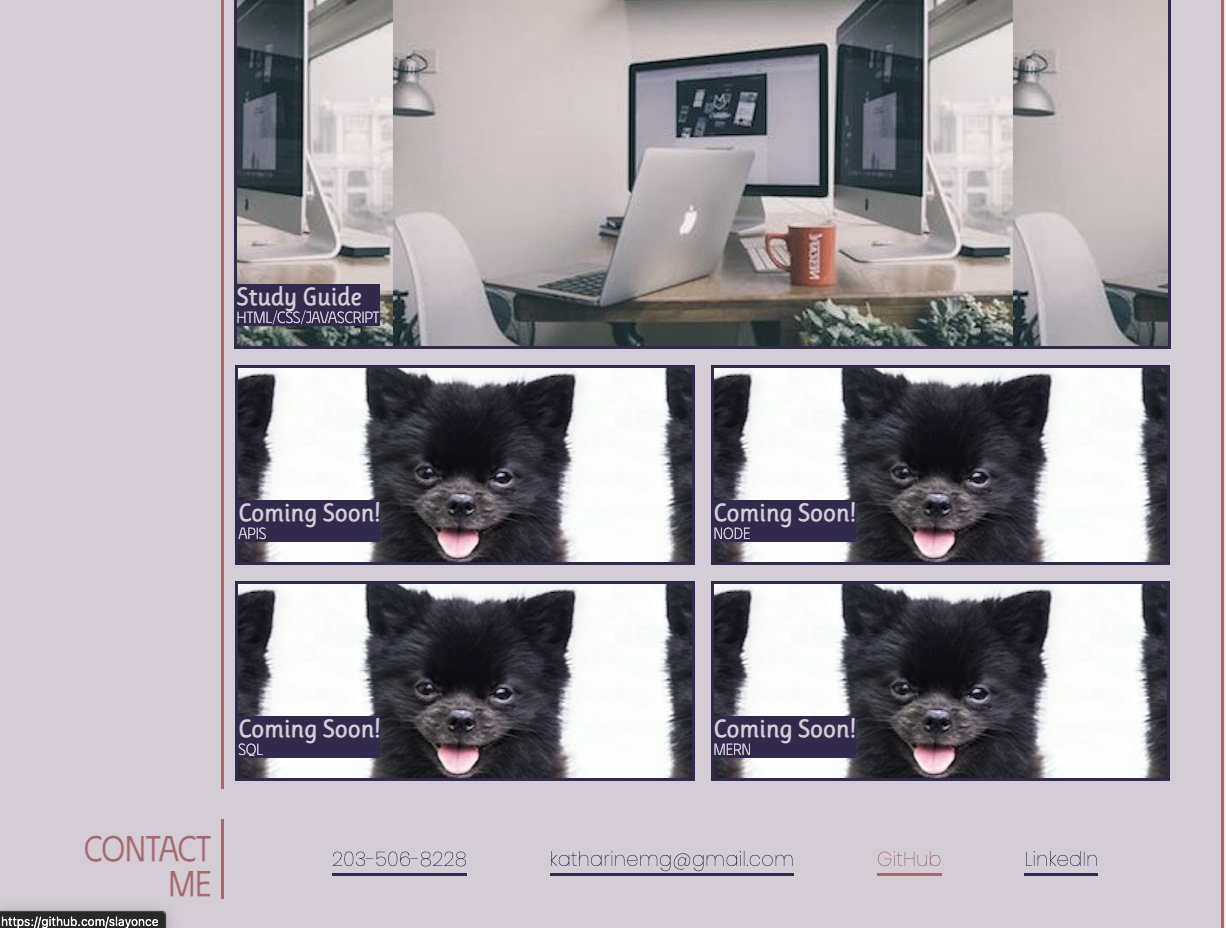 Study Guide
HTML/CSS/JAVASCRIPT
Coming Soon!
APIS
Coming Soon!
NODE
Coming Soon!
SQL
Coming Soon!
MERN
CONTACT
ME
203-506-8228
katharinemg@gmail.com
GitHub
LinkedIn
https://github.com/slayonce